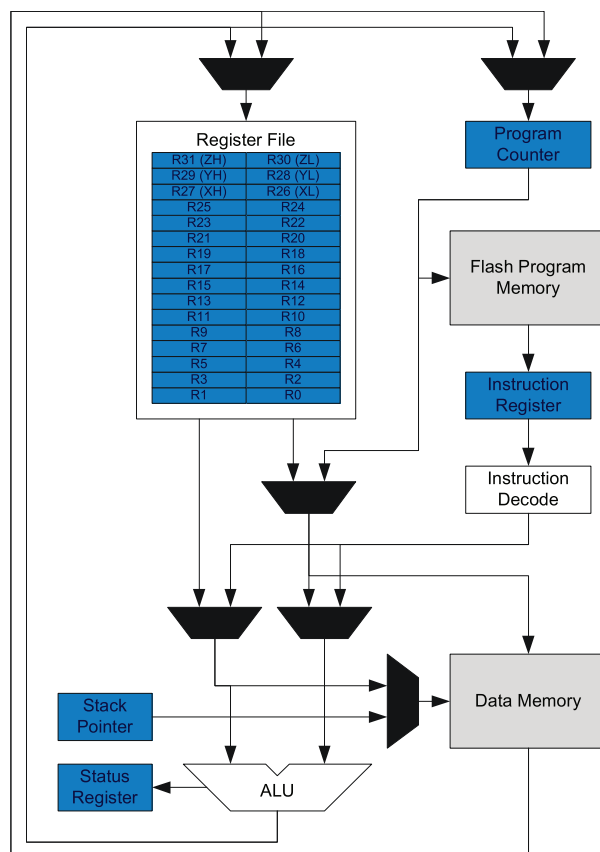 Register File
R31 (ZH) R30 (ZL)
R29 (YH) R28 (YL)
R27 (XH) R26 (XL)
R25 R24
R23 R22
R21 R20
R19 R18
R17 R16
R15 R14
R13 R12
R11 R10
R9 R8
R7 R6
R5 R4
R3 R2
R1 R0
Program
Counter
Flash Program
Memory
Instruction
Register
Instruction
Decode
Data Memory
Stack
Pointer
Status
Register
ALU